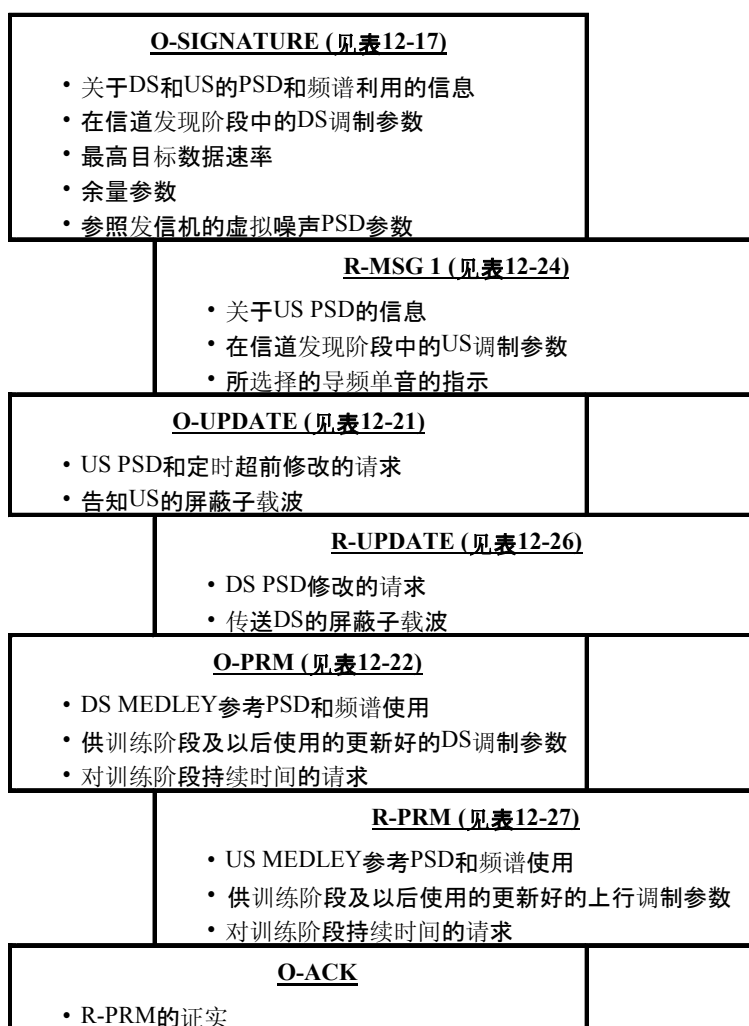 O-SIGNATURE (见表12-17)
• 关于DS和US的PSD和频谱利用的信息
• 在信道发现阶段中的DS调制参数
• 最高目标数据速率
• 余量参数
• 参照发信机的虚拟噪声PSD参数
R-MSG 1 (见表12-24)
• 关于US PSD的信息
• 在信道发现阶段中的US调制参数
• 所选择的导频单音的指示
O-UPDATE (见表12-21)
• US PSD和定时超前修改的请求
• 告知US的屏蔽子载波
R-UPDATE (见表12-26)
• DS PSD修改的请求
• 传送DS的屏蔽子载波
O-PRM (见表12-22)
• DS MEDLEY参考PSD和频谱使用
• 供训练阶段及以后使用的更新好的DS调制参数
• 对训练阶段持续时间的请求
R-PRM (见表12-27)
• US MEDLEY参考PSD和频谱使用
• 供训练阶段及以后使用的更新好的上行调制参数
• 对训练阶段持续时间的请求
O-ACK
• R-PRM的证实